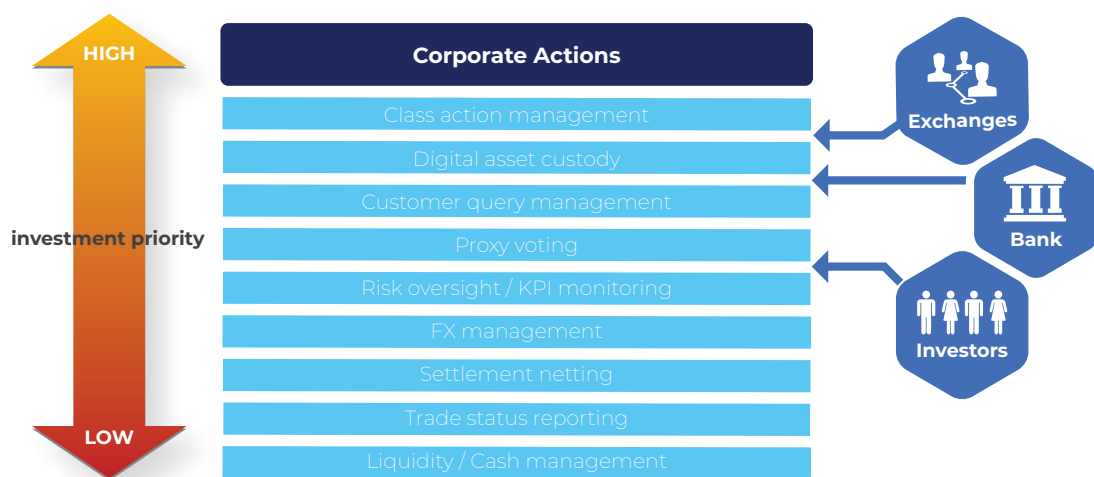 HIGH
Corporate Actions
Class action management
Exchanges
Digital asset custody
Customer query management
investment priority
Proxy voting
Bank
Risk oversight / KPI monitoring
FX management
Investors
Settlement netting
Trade status reporting
LOW
Liquidity / Cash management